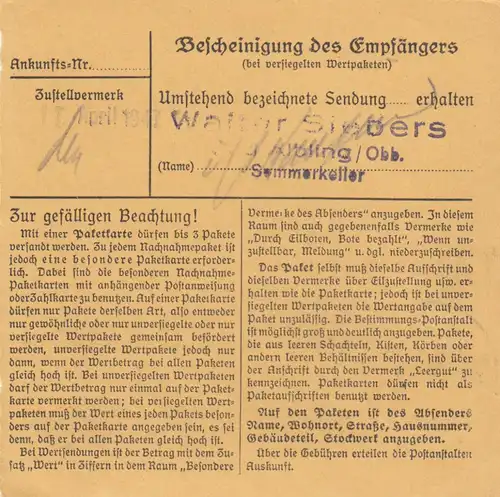 Ankunfts-Nr.
Bescheinigung des Empfängers
(bei versiegelten Wertpaketen)
Zustellvermerk
Umstehend bezeichnete Sendung...... erhalten
Walter Siebers
Aibling/Obb.
(Name)
Sommerkeller
Zur gefälligen Beachtung!
Mit einer Paketkarte dürfen bis 3 Pakete
versandt werden. Zu jedem Nachnahmepaket ist
jedoch eine besondere Paketkarte erforder-
lich. Dabei sind die besonderen Nachnahme-
Paketkarten mit anhängender Postanweisung
oder Zahlkarte zu benutzen. Auf einer Paketkarte
dürfen nur Pakete derselben Art, also entweder
nur gewöhnliche oder nur unversiegelte oder nur
versiegelte Wertpakete gemeinsam befördert
werden, unversiegelte Wertpakete jedoch nur
dann, wenn der Wertbetrag bei allen Paketen
gleich hoch ist. Bei unversiegelten Wertpaketen
darf der Wertbetrag nur einmal auf der Paket-
karte vermerkt werden; bei versiegelten Wert-
paketen muß der Wert eines jeden Pakets beson-
ders auf der Paketkarte angegeben sein, es sei
denn, daß er bei allen Paketen gleich hoch ist.
Bei Wertsendungen ist der Betrag mit dem Zu-
satz „Wert" in Ziffern in dem Raum „Besondere
Vermerke des Absenders" anzugeben. In diesem
Raum sind auch gegebenenfalls Vermerke wie
„Durch Eilboten, Bote bezahlt", „Wenn un-
zustellbar, Meldung" u. dgl. niederzuschreiben.
Das Paket selbst muß dieselbe Aufschrift und
dieselben Vermerke über Eilzustellung usw. er-
halten wie die Paketkarte; jedoch ist bei unver-
siegelten Wertpaketen die Wertangabe auf dem
Paket unzulässig. Die Bestimmungs-Postanstalt
ist möglichst groß und deutlich anzugeben. Pakete,
die aus leeren Schachteln, Kisten, Körben oder
andern leeren Behältnissen bestehen, sind über
der Anschrift durch den Vermerk „Leergut" zu
kennzeichnen. Paketkarten dürfen nicht als
Paketaufschriften benutzt werden.
Auf den Paketen ist des Absenders
Name, Wohnort, Straße, Hausnummer,
Gebäudeteil, Stockwerk anzugeben.
Über die Gebühren erteilen die Postanstalten
Auskunft.